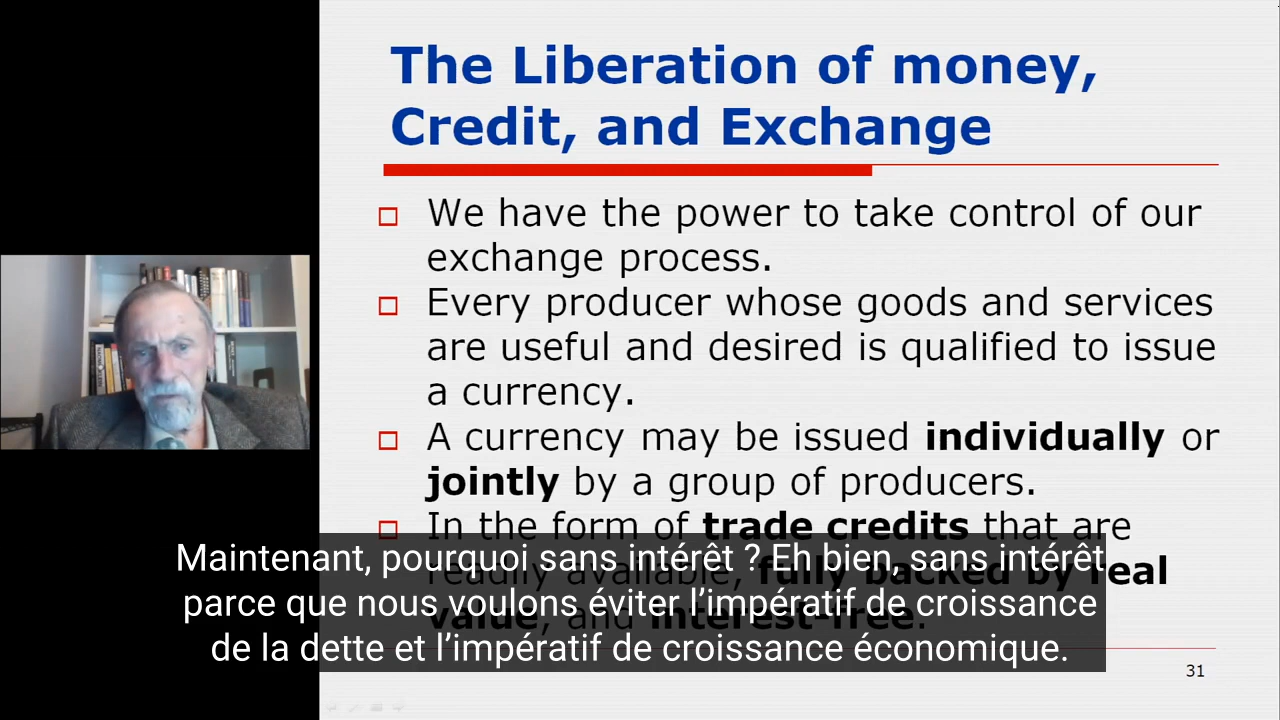 The Liberation of money,
Credit, and Exchange
We have the power to take control of our
exchange process.
Every producer whose goods and services
are useful and desired is qualified to issue
a currency.
A currency may be issued individually or
jointly by a group of producers.
In the form of trade credits that are
readily available, fully backed by real
value, and interest-free.
Maintenant, pourquoi sans intérêt ? Eh bien, sans intérêt
parce que nous voulons éviter l’impératif de croissance
de la dette et l’impératif de croissance économique.
31